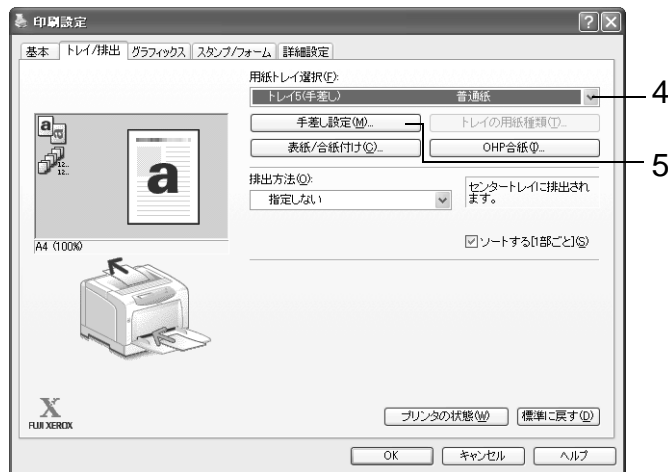 印刷設定
基本 トレイ/排出 グラフィックス スタンプ/フォーム 詳細設定
用紙トレイ選択(F):
トレイ5(手差し) 普通紙
4
手差し設定(M)... トレイの用紙種類(T)...
表紙/合紙付け(C)... OHP合紙(I)...
5
排出方法(O):
指定しない
センタートレイに排出されます。
ソートする[1部ごと](S)
a
A4 (100%)
X
FUJI XEROX
プリンタの状態(W) 標準に戻す(D)
OK キャンセル ヘルプ